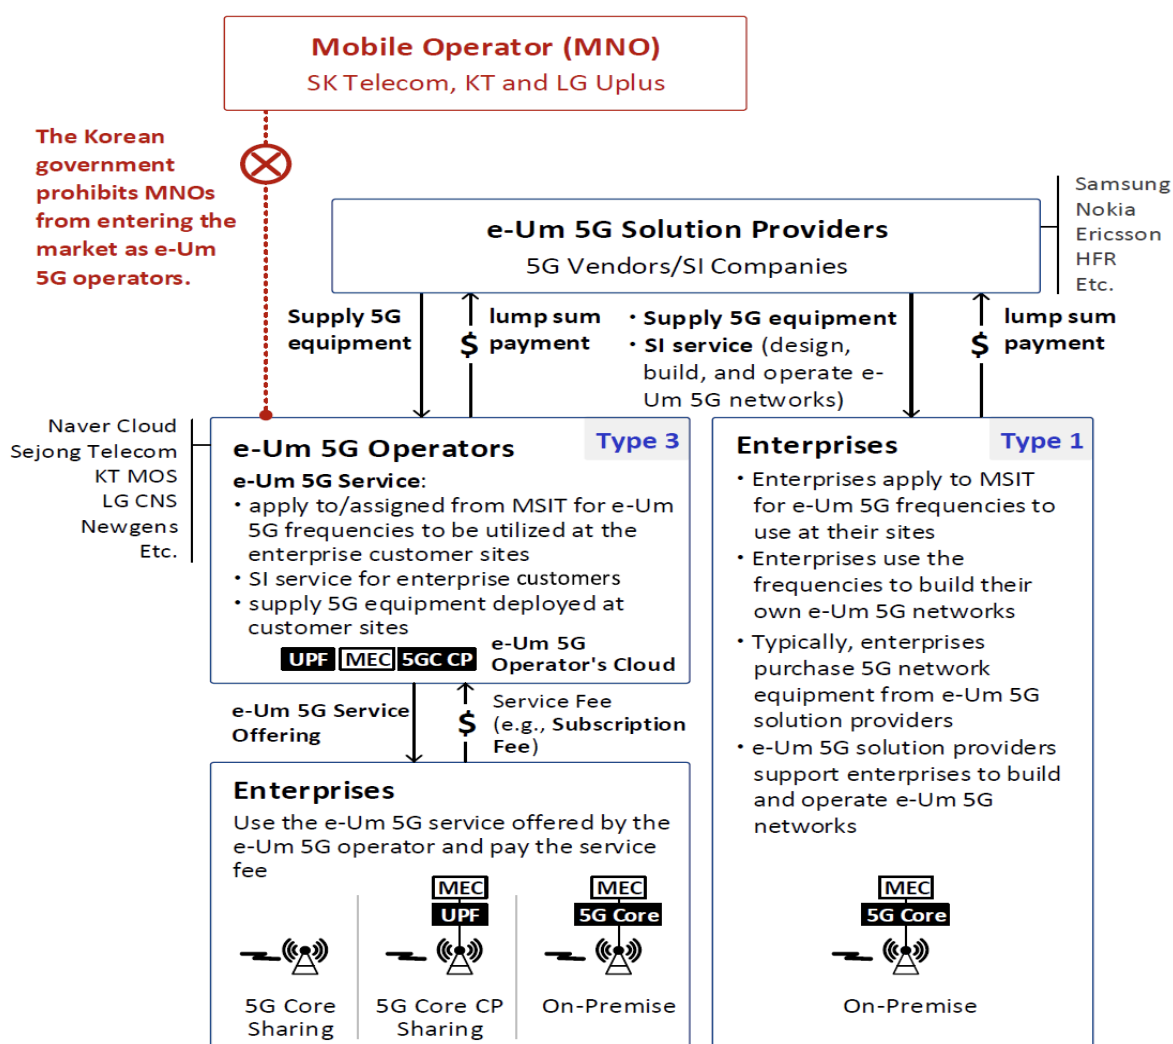 Mobile Operator (MNO)
SK Telecom, KT and LG Uplus
The Korean
government
prohibits MNOs
from entering the
market as e-Um
5G operators.
e-Um 5G Solution Providers
5G Vendors/SI Companies
Samsung
Nokia
Ericsson
HFR
Etc.
Supply 5G
equipment
$
lump sum
payment
· Supply 5G equipment
· SI service (design,
build, and operate e-
Um 5G networks)
$
lump sum
payment
Naver Cloud
Sejong Telecom
KT MOS
LG CNS
Newgens
Etc.
e-Um 5G Operators
Type 3
e-Um 5G Service:
· apply to/assigned from MSIT for e-Um
5G frequencies to be utilized at the
enterprise customer sites
· SI service for enterprise customers
· supply 5G equipment deployed at
customer sites
UPF MEC 5GC CP
e-Um 5G
Operator's Cloud
e-Um 5G Service
Offering
$
Service Fee
(e.g., Subscription
Fee)
Enterprises
Use the e-Um 5G service offered by the
e-Um 5G operator and pay the service
fee
5G Core
Sharing
MEC
UPF
5G Core CP
Sharing
MEC
5G Core
On-Premise
Enterprises
Type 1
· Enterprises apply to MSIT
for e-Um 5G frequencies to
use at their sites
· Enterprises use the
frequencies to build their
own e-Um 5G networks
· Typically, enterprises
purchase 5G network
equipment from e-Um 5G
solution providers
· e-Um 5G solution providers
support enterprises to build
and operate e-Um 5G
networks
MEC
5G Core
On-Premise